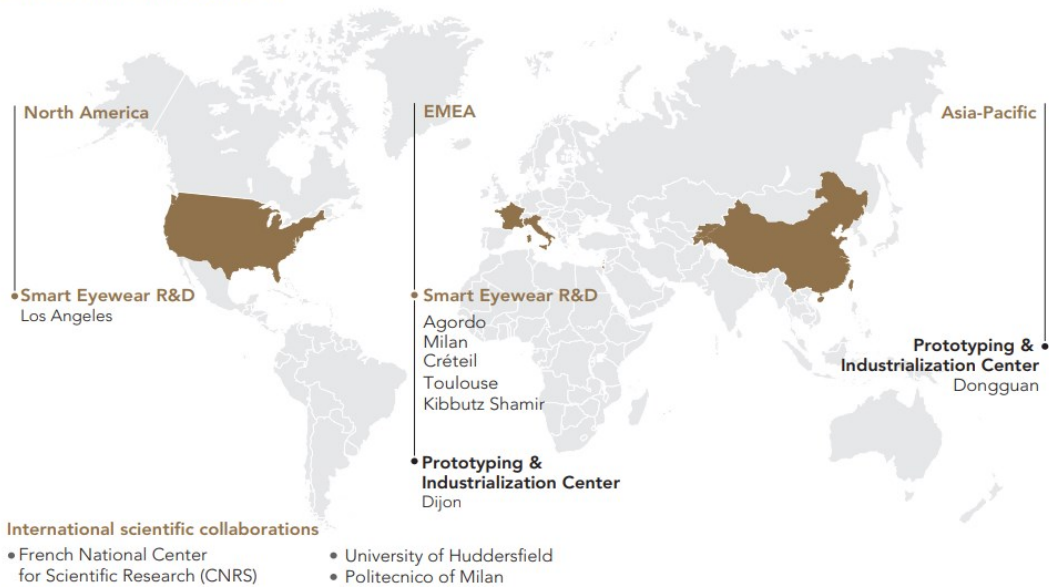 North America
Smart Eyewear R&D
Los Angeles
EMEA
Smart Eyewear R&D
Agordo
Milan
Créteil
Toulouse
Kibbutz Shamir
Prototyping &
Industrialization Center
Dijon
Asia-Pacific
Prototyping &
Industrialization Center
Dongguan
International scientific collaborations
• French National Center
for Scientific Research (CNRS)
• University of Huddersfield
• Politecnico of Milan